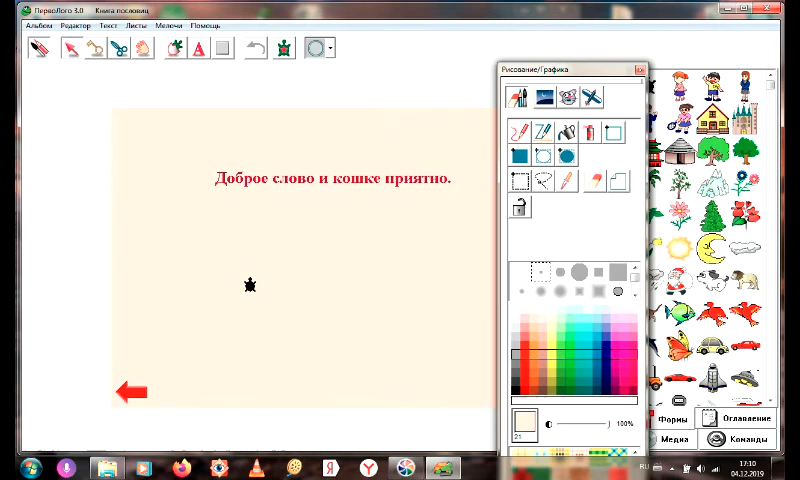 ПервоЛого 3.0 Книга пословиц
Альбом Редактор Текст Листы Мелочи Помощь
Рисование/Графика
Доброе слово и кошке приятно.
100%
21
Формы
Оглавление
Медиа
Команды
RU
17:10
04.12.2019